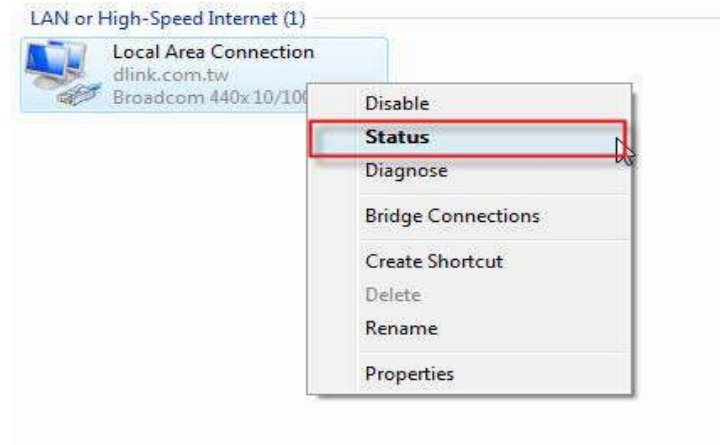 LAN or High-Speed Internet (1)
Local Area Connection
dlink.com.tw
Broadcom 440x 10/100
Disable
Status
Diagnose
Bridge Connections
Create Shortcut
Delete
Rename
Properties